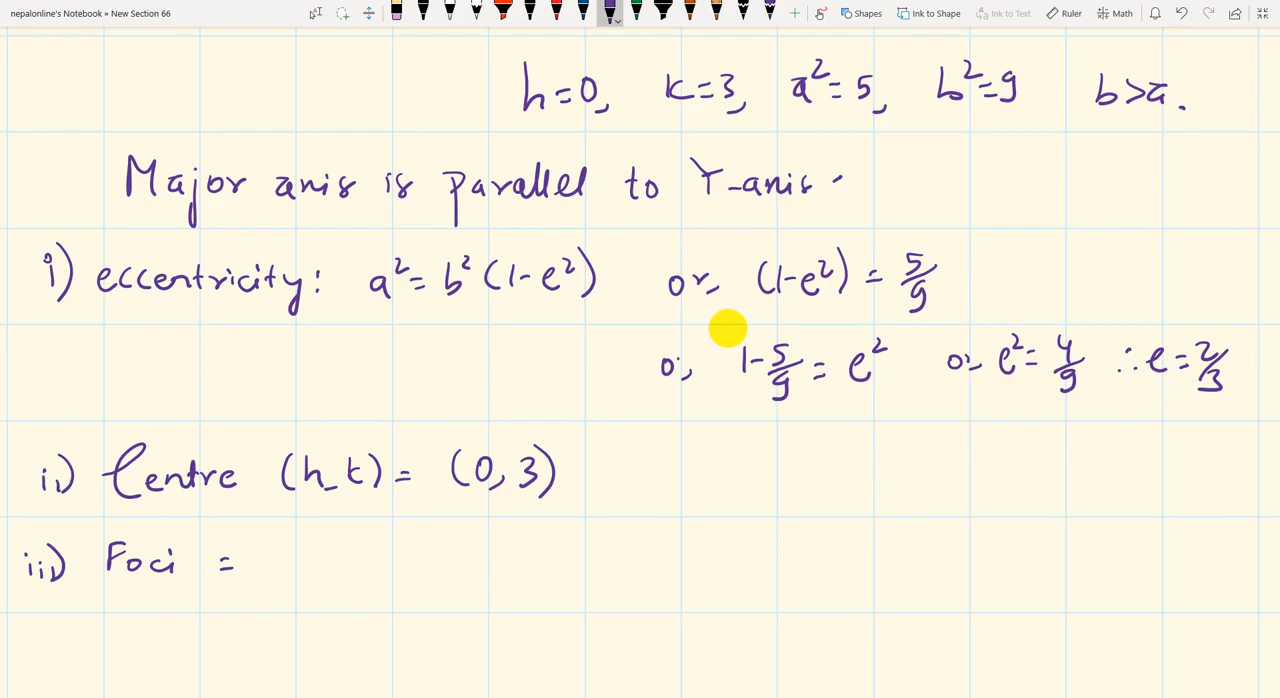 nepalonline's Notebook » New Section 66
Shapes Ink to Shape Ink to Text Ruler Math
h=0, k=3, a²=5, b²=9 b>a.
Major axis is parallel to Y-axis.
i) eccentricity: a²= b²(1-e²) or, (1-e²) = 5/9
or, 1-5/9 = e² or, e²= 4/9 ∴e = 2/3
ii) Centre (h, k) = (0, 3)
iii) Foci =